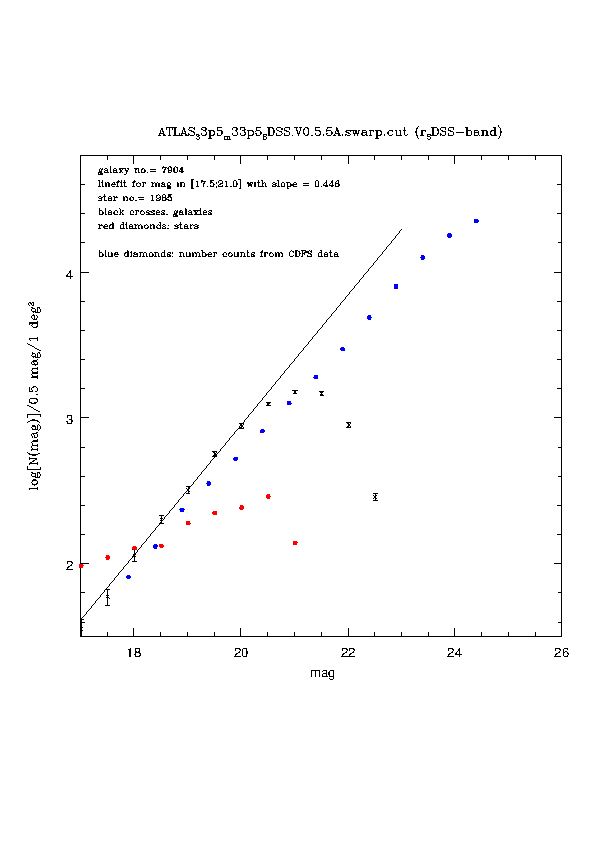 ATLAS₃3p5ₘ33p5₈DSS.V0.5.5A.swarp.cut (r₅DSS−band)
galaxy no.= 7904
linefit for mag in [17.5;21.0] with slope = 0.446
star no.= 1985
black crosses: galaxies
red diamonds: stars
blue diamonds: number counts from CDFS data
log[N(mag)]/0.5 mag/1 deg²
4
3
2
18 20 22 24 26
mag